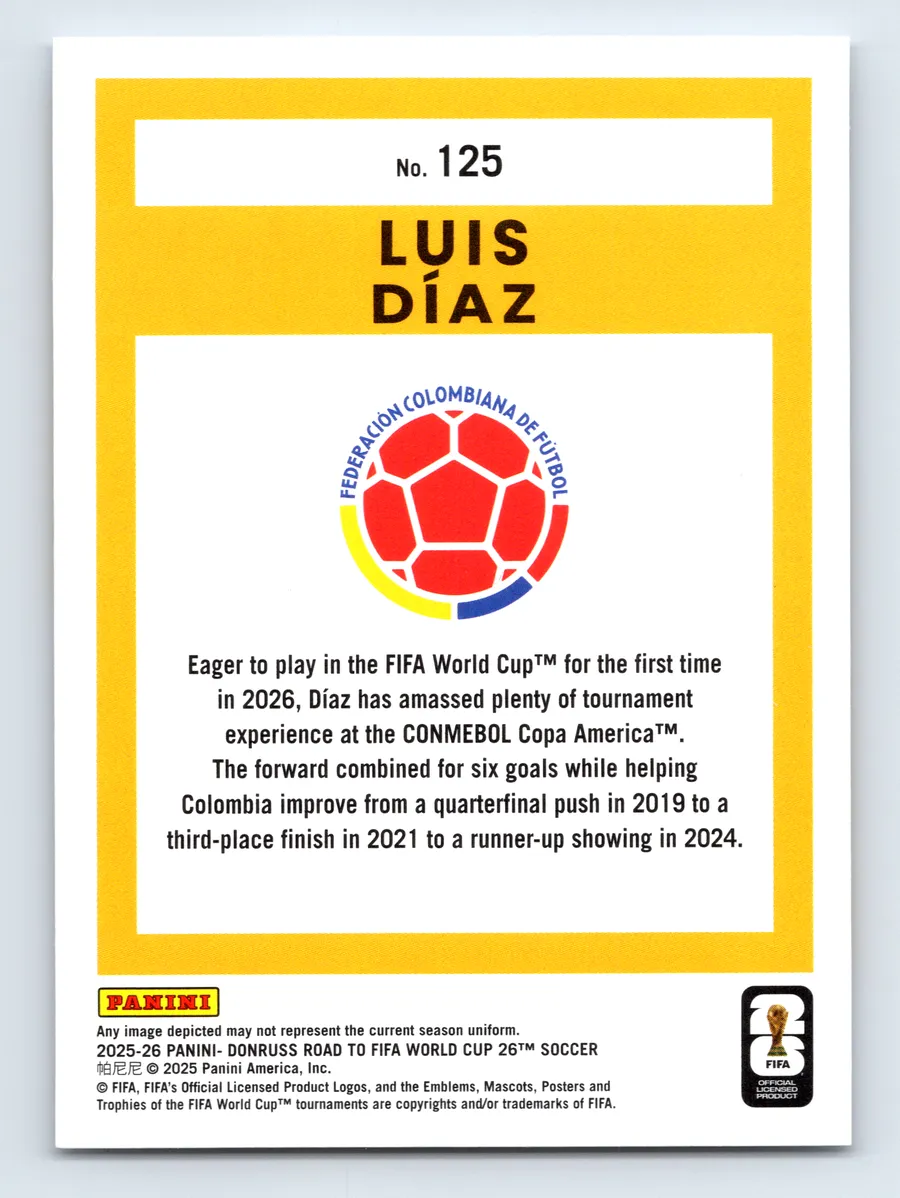 No. 125
LUIS
DÍAZ
FEDERACIÓN COLOMBIANA DE FÚTBOL
Eager to play in the FIFA World Cup™ for the first time
in 2026, Díaz has amassed plenty of tournament
experience at the CONMEBOL Copa America™.
The forward combined for six goals while helping
Colombia improve from a quarterfinal push in 2019 to a
third-place finish in 2021 to a runner-up showing in 2024.
PANINI
Any image depicted may not represent the current season uniform.
2025-26 PANINI- DONRUSS ROAD TO FIFA WORLD CUP 26™ SOCCER
帕尼尼 © 2025 Panini America, Inc.
© FIFA, FIFA's Official Licensed Product Logos, and the Emblems, Mascots, Posters and
Trophies of the FIFA World Cup™ tournaments are copyrights and/or trademarks of FIFA.
26
FIFA
OFFICIAL
LICENSED
PRODUCT